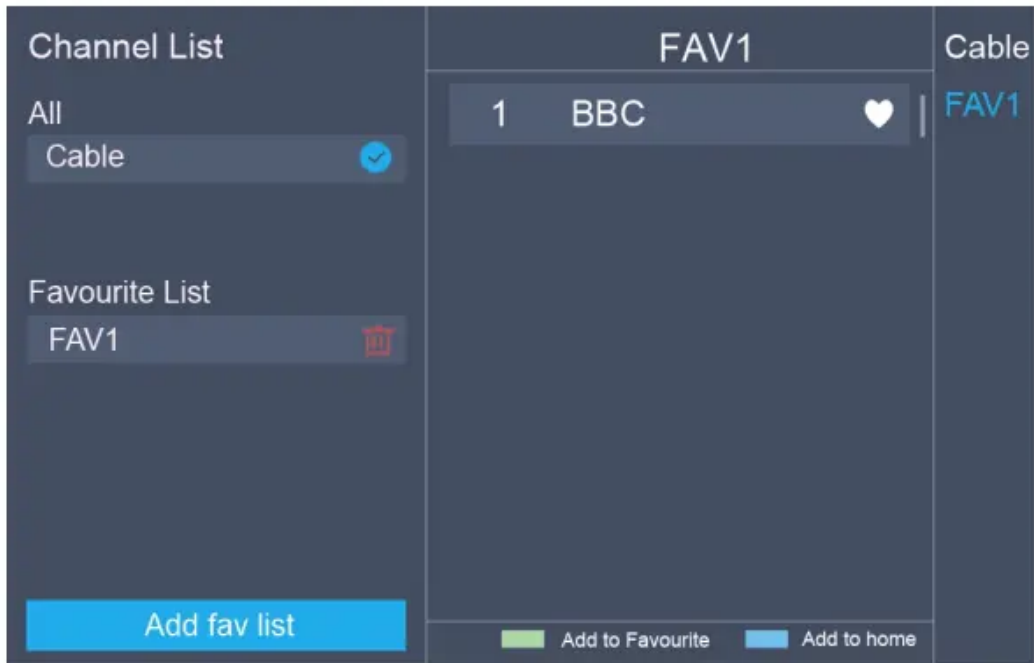 Channel List
All
Cable
Favourite List
FAV1
Add fav list
FAV1
1 BBC
Add to Favourite Add to home
Cable
FAV1